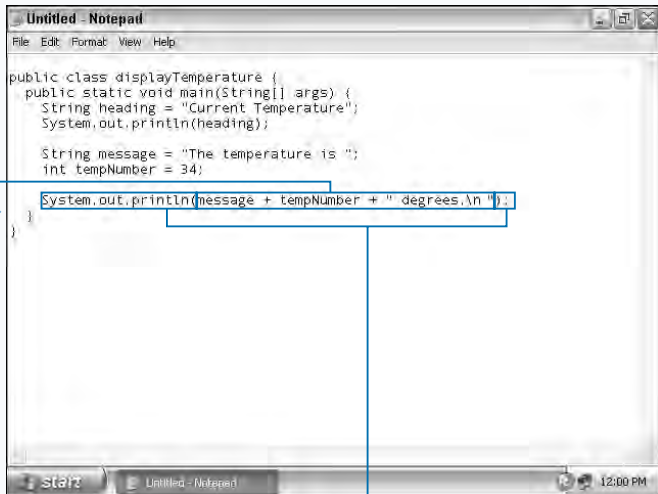 Untitled - Notepad
File Edit Format View Help
public class displayTemperature {
public static void main(String[] args) {
String heading = "Current Temperature";
System.out.println(heading);
String message = "The temperature is ";
int tempNumber = 34;
System.out.println(message + tempNumber + " degrees.\n ");
}
}
start
Untitled - Notepad
12:00 PM